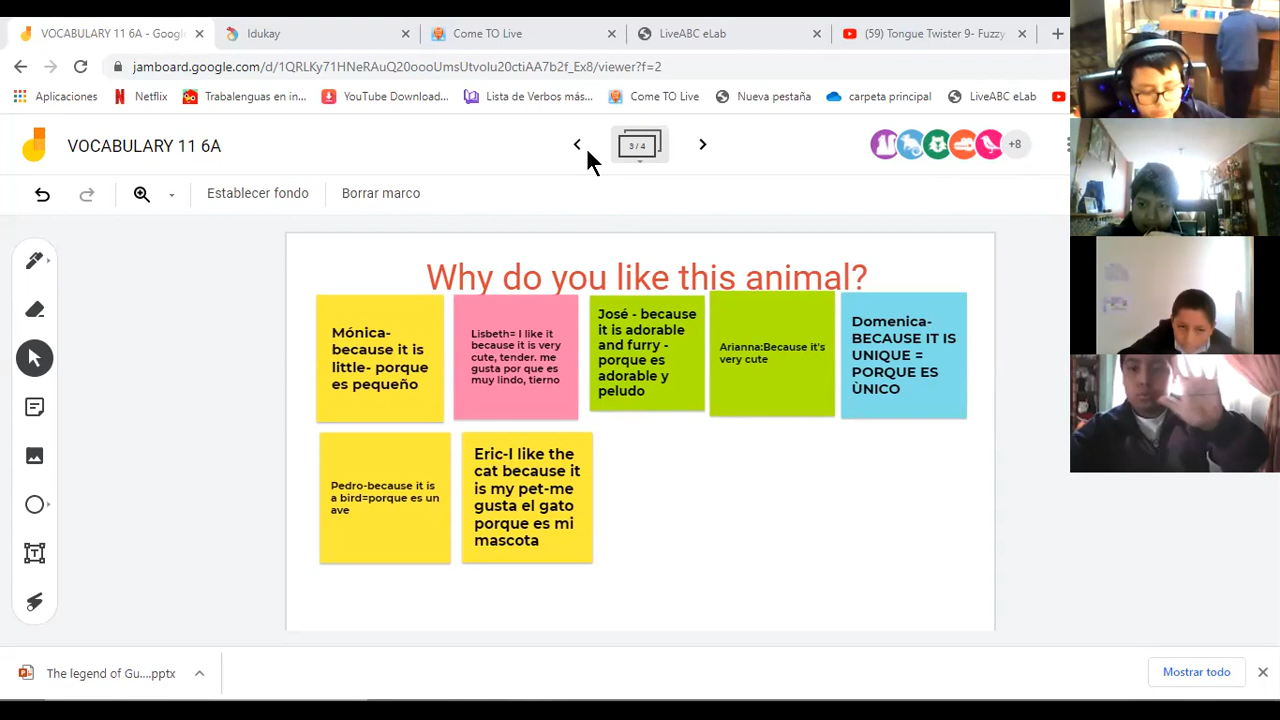 VOCABULARY 11 6A - Googl
Idukay
Come TO Live
LiveABC eLab
(59) Tongue Twister 9- Fuzzy
jamboard.google.com/d/1QRLKy71HNeRAuQ20oooUmsUtvolu20ctiAA7b2f_Ex8/viewer?f=2
Aplicaciones
Netflix
Trabalenguas en in...
YouTube Download...
Lista de Verbos más...
Come TO Live
Nueva pestaña
carpeta principal
LiveABC eLab
VOCABULARY 11 6A
3 / 4
+8
Establecer fondo
Borrar marco
Why do you like this animal?
Mónica-
because it is
little- porque
es pequeño
Lisbeth= I like it
because it is very
cute, tender. me
gusta por que es
muy lindo, tierno
José - because
it is adorable
and furry -
porque es
adorable y
peludo
Arianna:Because it's
very cute
Domenica-
BECAUSE IT IS
UNIQUE =
PORQUE ES
ÙNICO
Pedro-because it is
a bird=porque es un
ave
Eric-I like the
cat because it
is my pet-me
gusta el gato
porque es mi
mascota
The legend of Gu....pptx
Mostrar todo